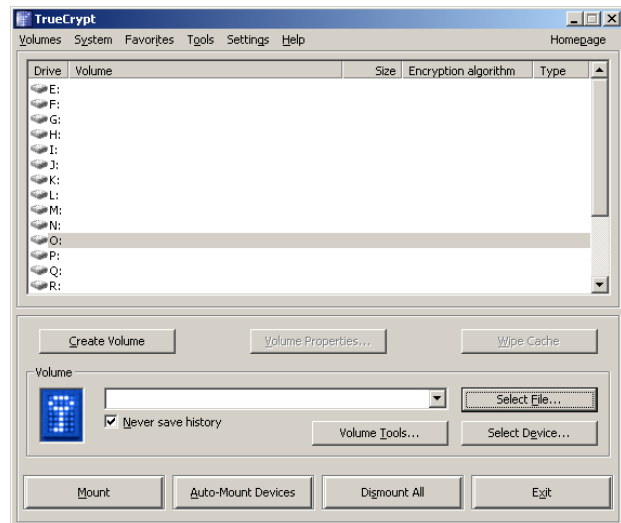 TrueCrypt
Volumes System Favorites Tools Settings Help Homepage
Drive Volume Size Encryption algorithm Type
E:
F:
G:
H:
I:
J:
K:
L:
M:
N:
O:
P:
Q:
R:
Create Volume Volume Properties... Wipe Cache
Volume
Select File...
Never save history
Volume Tools... Select Device...
Mount Auto-Mount Devices Dismount All Exit